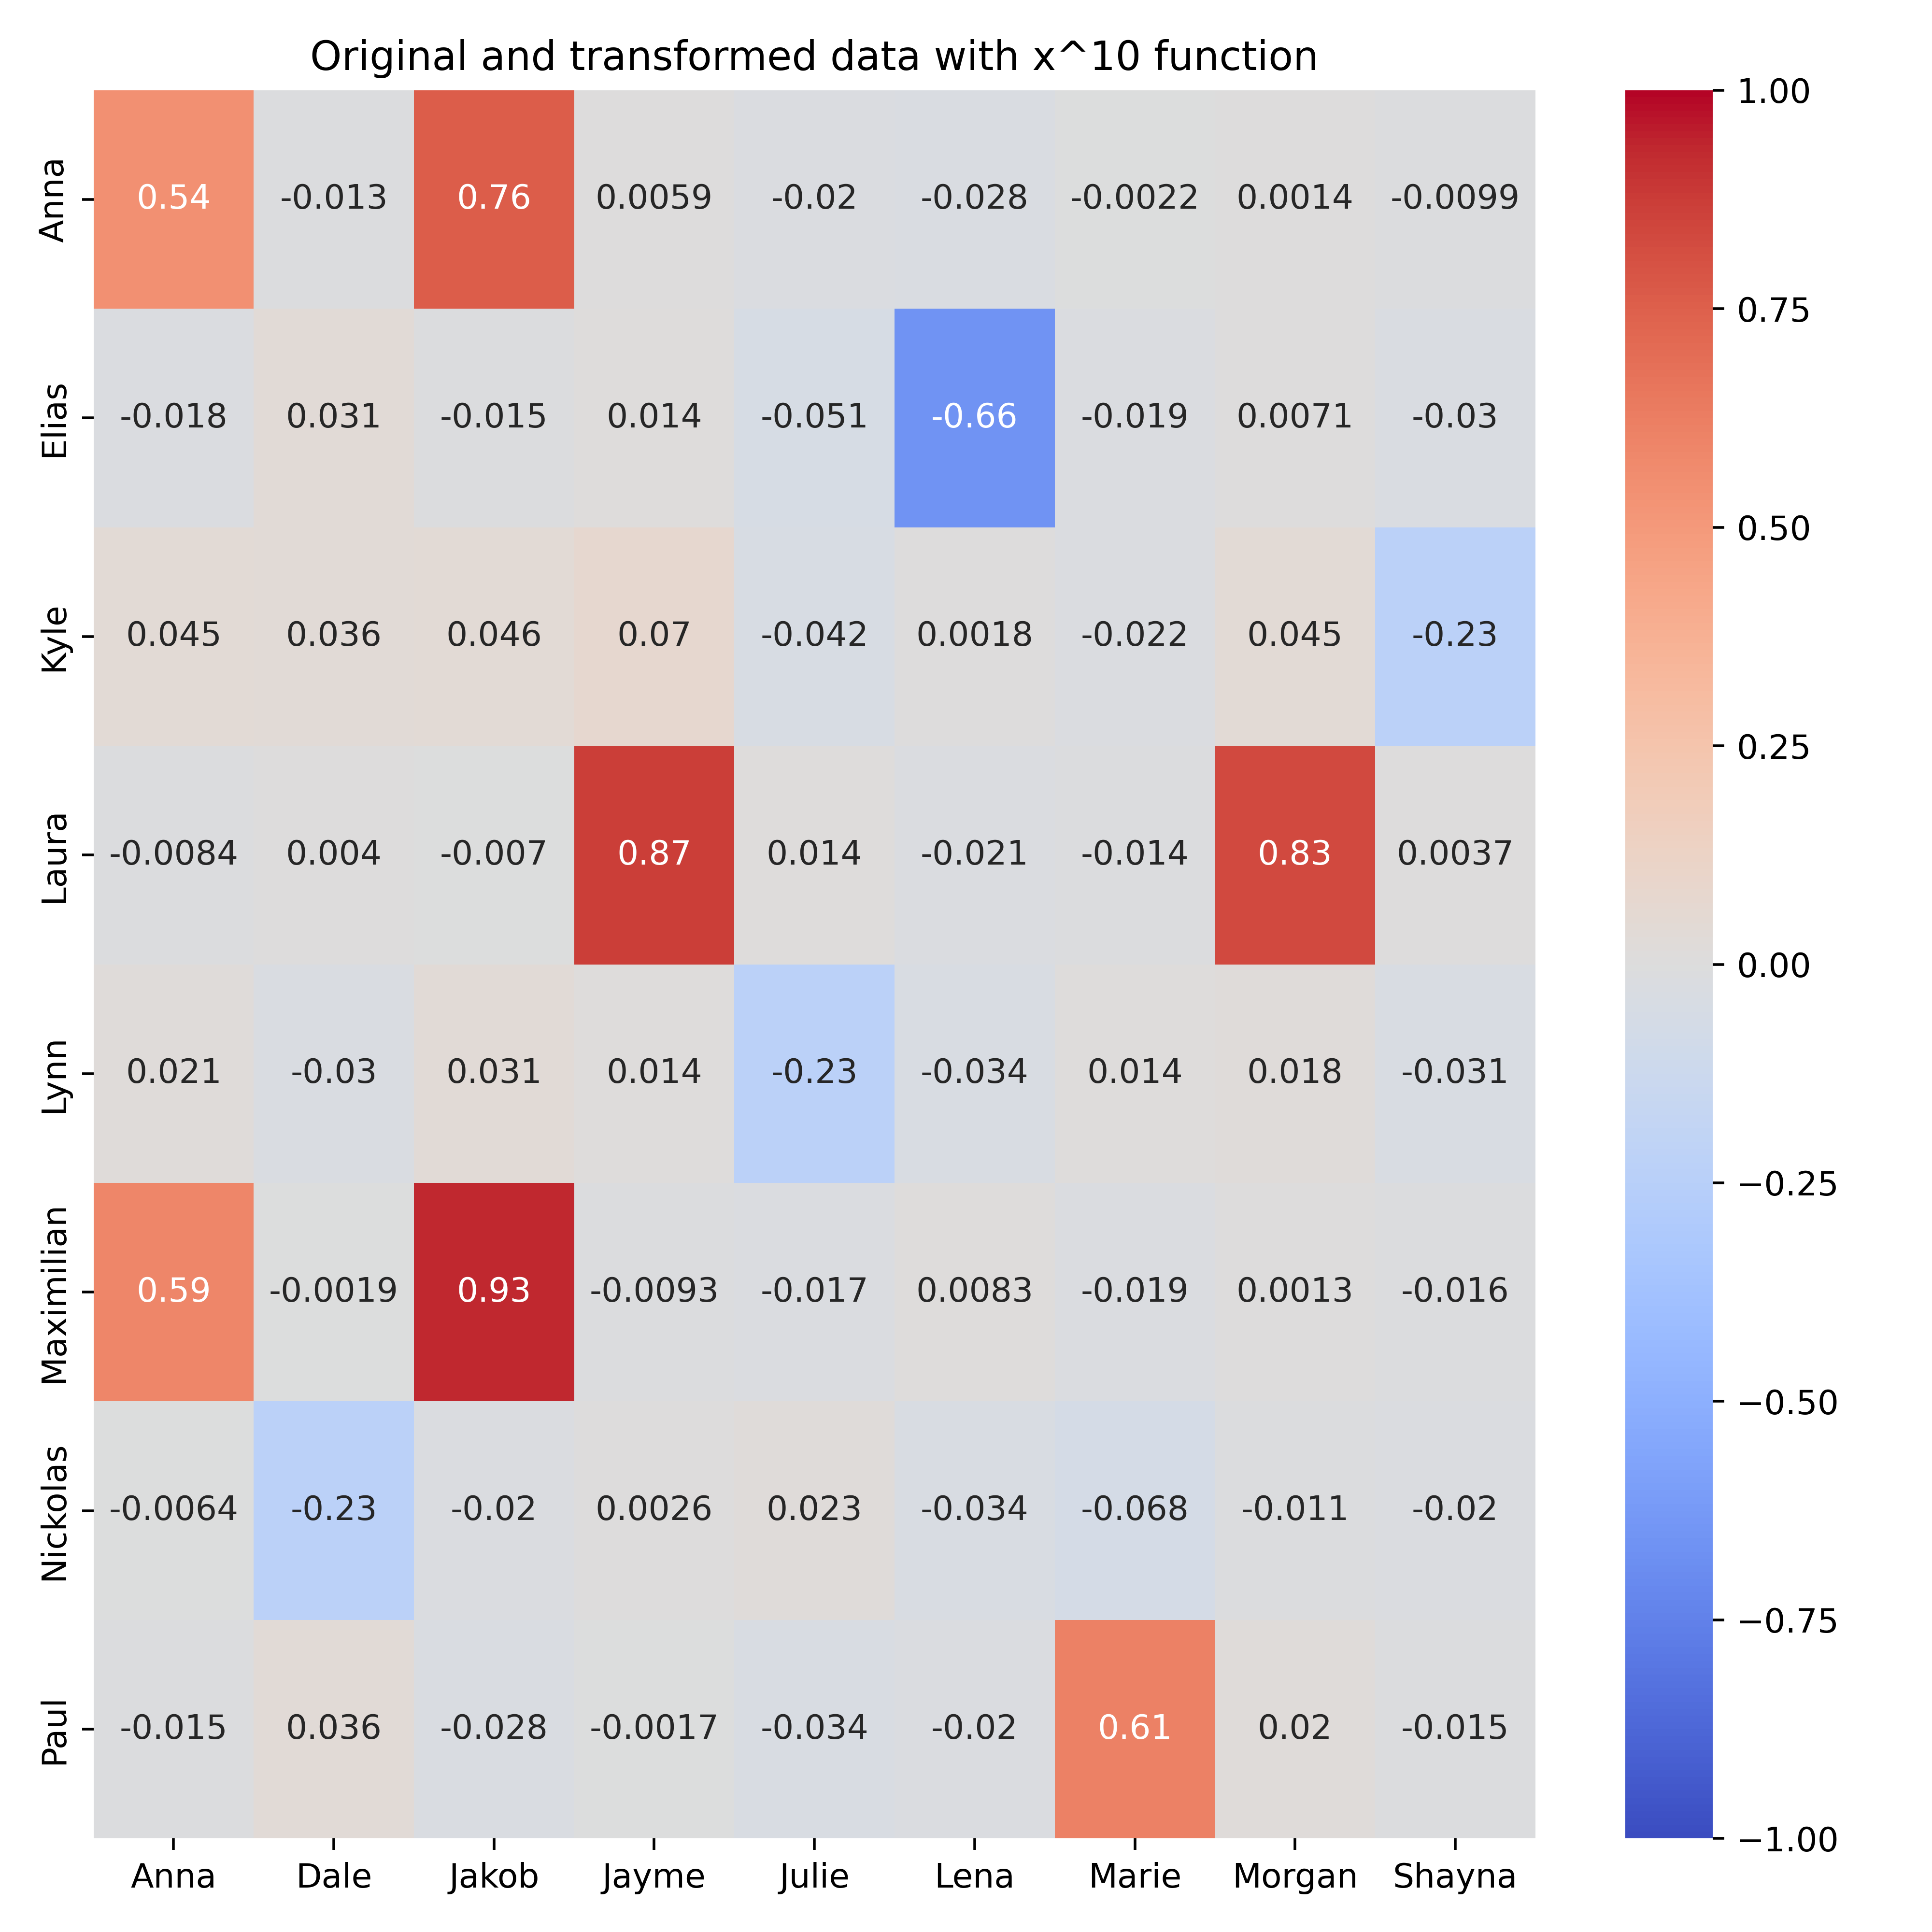 Original and transformed data with x^10 function
Anna 0.54 -0.013 0.76 0.0059 -0.02 -0.028 -0.0022 0.0014 -0.0099
Elias -0.018 0.031 -0.015 0.014 -0.051 -0.66 -0.019 0.0071 -0.03
Kyle 0.045 0.036 0.046 0.07 -0.042 0.0018 -0.022 0.045 -0.23
Laura -0.0084 0.004 -0.007 0.87 0.014 -0.021 -0.014 0.83 0.0037
Lynn 0.021 -0.03 0.031 0.014 -0.23 -0.034 0.014 0.018 -0.031
Maximilian 0.59 -0.0019 0.93 -0.0093 -0.017 0.0083 -0.019 0.0013 -0.016
Nickolas -0.0064 -0.23 -0.02 0.0026 0.023 -0.034 -0.068 -0.011 -0.02
Paul -0.015 0.036 -0.028 -0.0017 -0.034 -0.02 0.61 0.02 -0.015
Anna Dale Jakob Jayme Julie Lena Marie Morgan Shayna
1.00
0.75
0.50
0.25
0.00
−0.25
−0.50
−0.75
−1.00